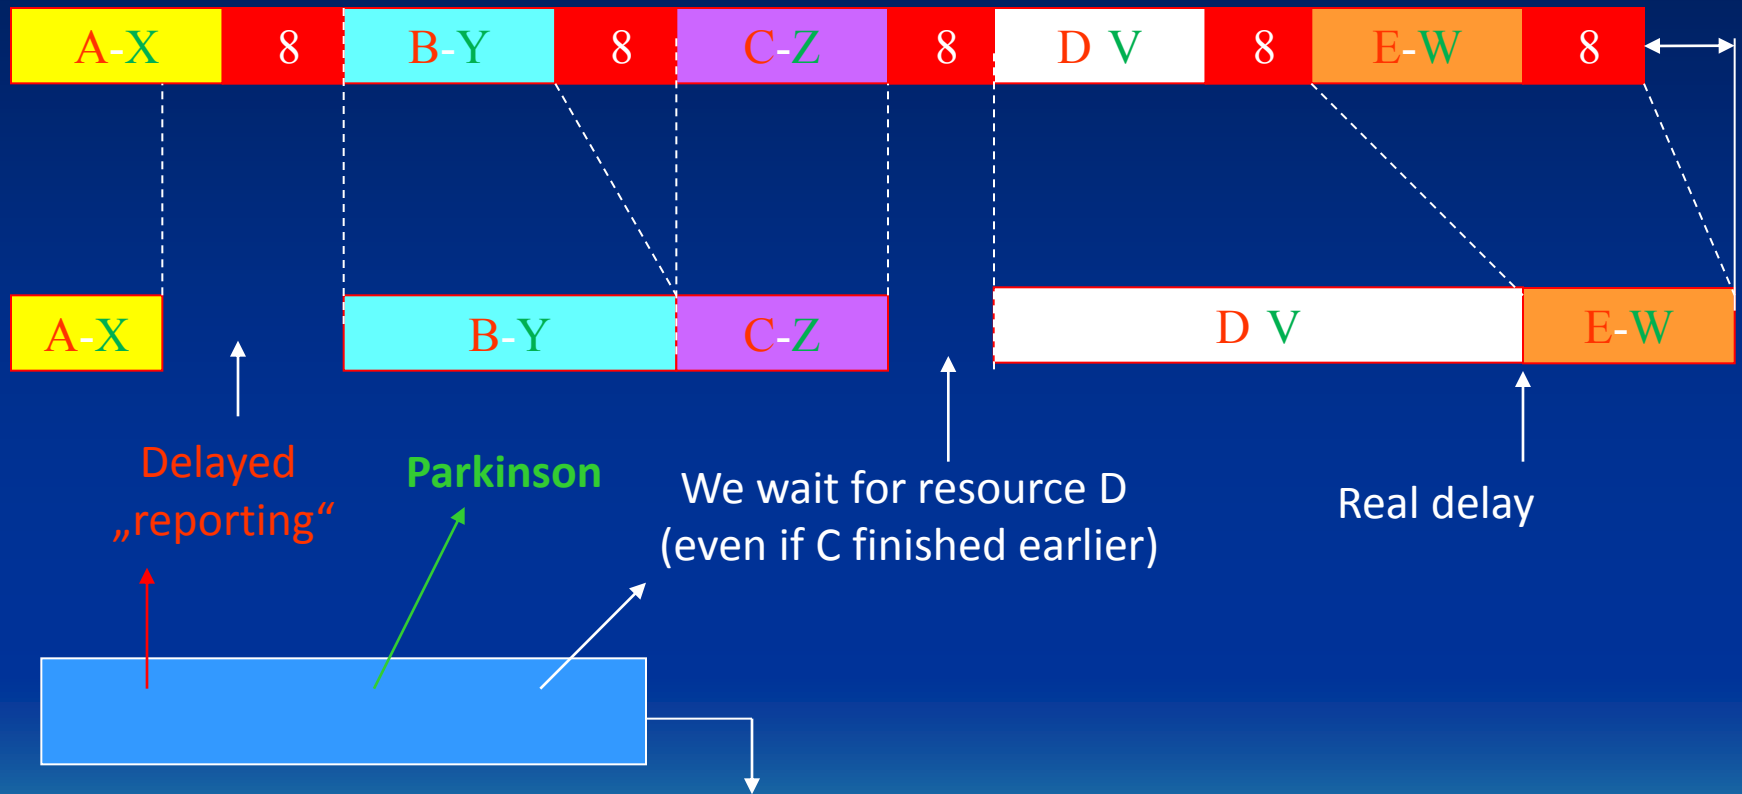 A-X 8 B-Y 8 C-Z 8 D V 8 E-W 8
A-X B-Y C-Z D V E-W
Delayed
„reporting“
Parkinson
We wait for resource D
(even if C finished earlier)
Real delay